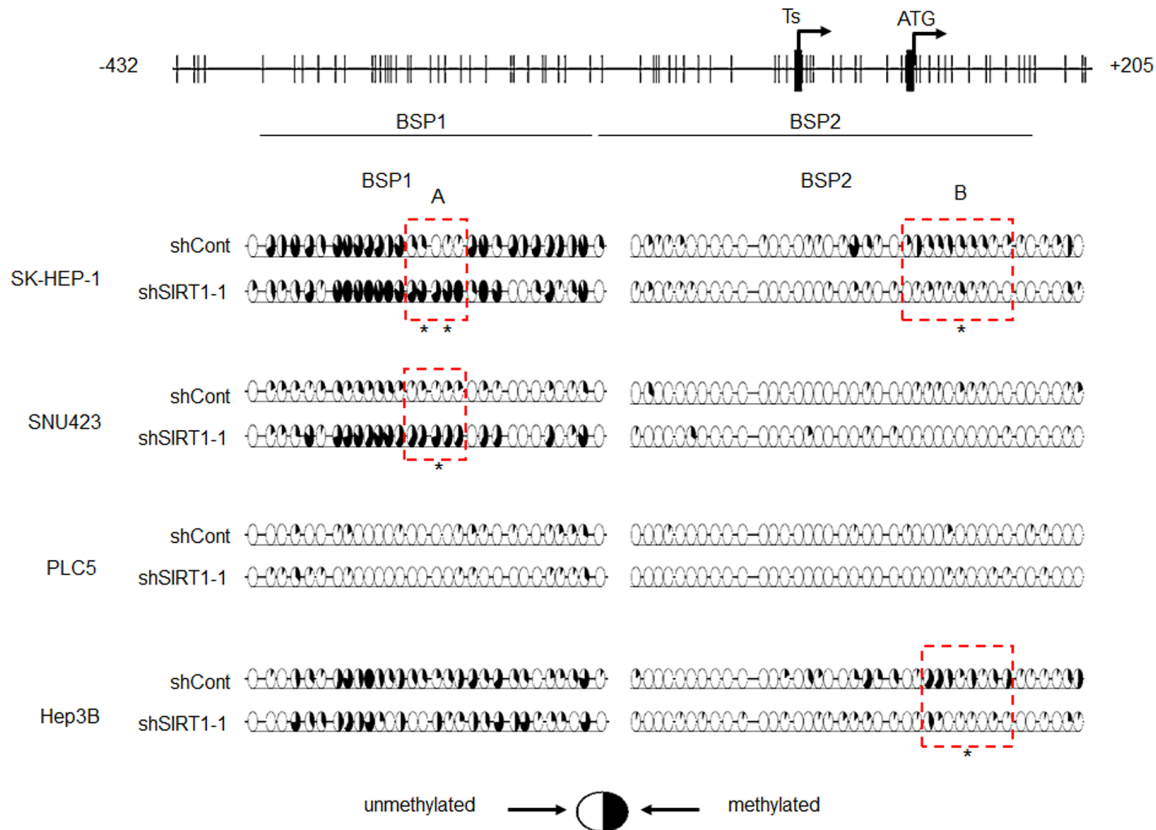 Ts ATG
-432 +205
BSP1 BSP2
BSP1 BSP2
A B
shCont
SK-HEP-1
shSIRT1-1
* * *
shCont
SNU423
shSIRT1-1
*
shCont
PLC5
shSIRT1-1
shCont
Hep3B
shSIRT1-1
*
unmethylated methylated